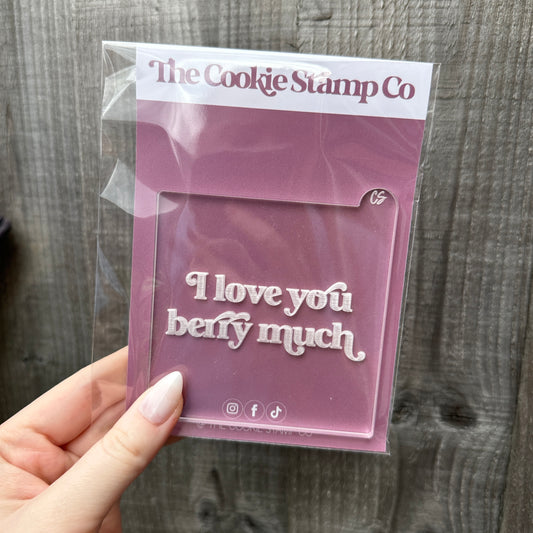 The Cookie Stamp Co
CS
I love you
berry much
© THE COOKIE STAMP CO